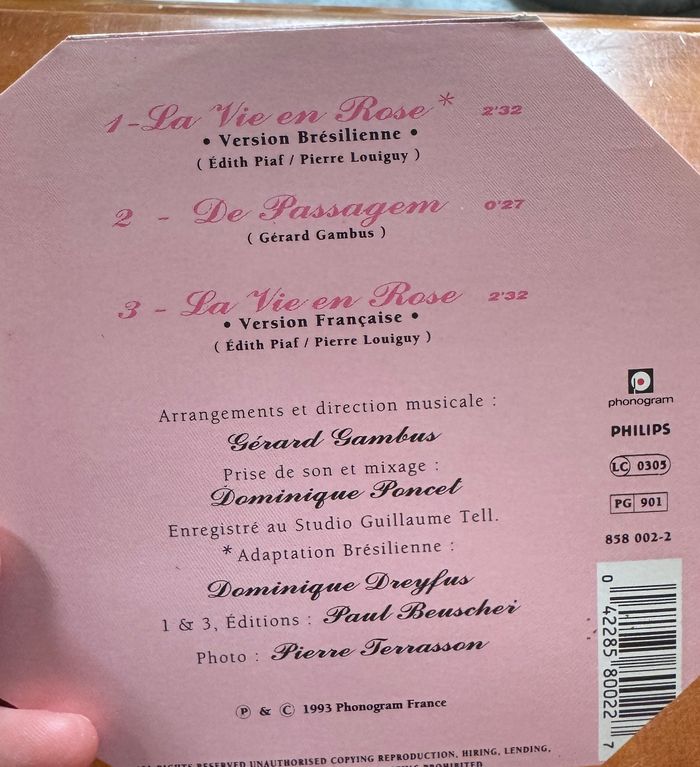 1-La Vie en Rose* 2'32
• Version Brésilienne •
( Édith Piaf / Pierre Louiguy )
2 - De Passagem 0'27
( Gérard Gambus )
3 - La Vie en Rose 2'32
• Version Française •
( Édith Piaf / Pierre Louiguy )
Arrangements et direction musicale :
Gérard Gambus
Prise de son et mixage :
Dominique Poncet
Enregistré au Studio Guillaume Tell.
*Adaptation Brésilienne :
Dominique Dreyfus
1 & 3, Éditions : Paul Beuscher
Photo : Pierre Terrasson
Ⓟ & Ⓒ 1993 Phonogram France
RIGHTS RESERVED UNAUTHORISED COPYING REPRODUCTION, HIRING, LENDING,
PROHIBITED
phonogram
PHILIPS
LC 0305
PG 901
858 002-2
0 42285 80022 7